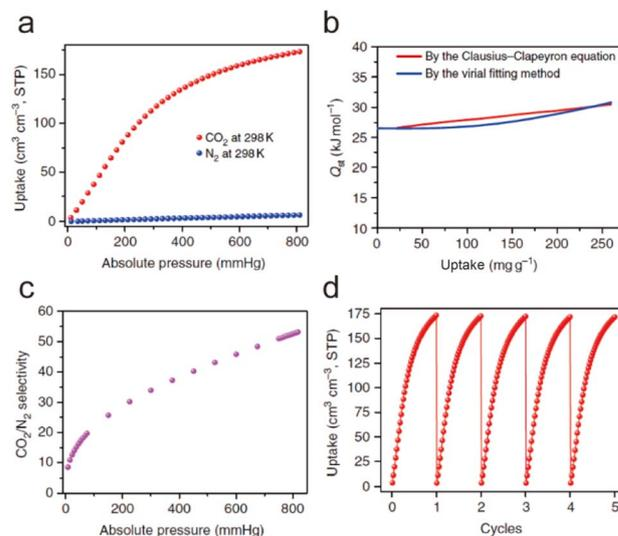 a
Uptake (cm³ cm⁻³, STP)
150
100
50
0
CO₂ at 298 K
N₂ at 298 K
0 200 400 600 800
Absolute pressure (mmHg)
b
Qst (kJ mol⁻¹)
40
35
30
25
20
15
10
By the Clausius–Clapeyron equation
By the virial fitting method
0 50 100 150 200 250
Uptake (mg g⁻¹)
c
CO₂/N₂ selectivity
60
50
40
30
20
10
0
0 200 400 600 800
Absolute pressure (mmHg)
d
Uptake (cm³ cm⁻³, STP)
175
150
125
100
75
50
25
0
0 1 2 3 4 5
Cycles